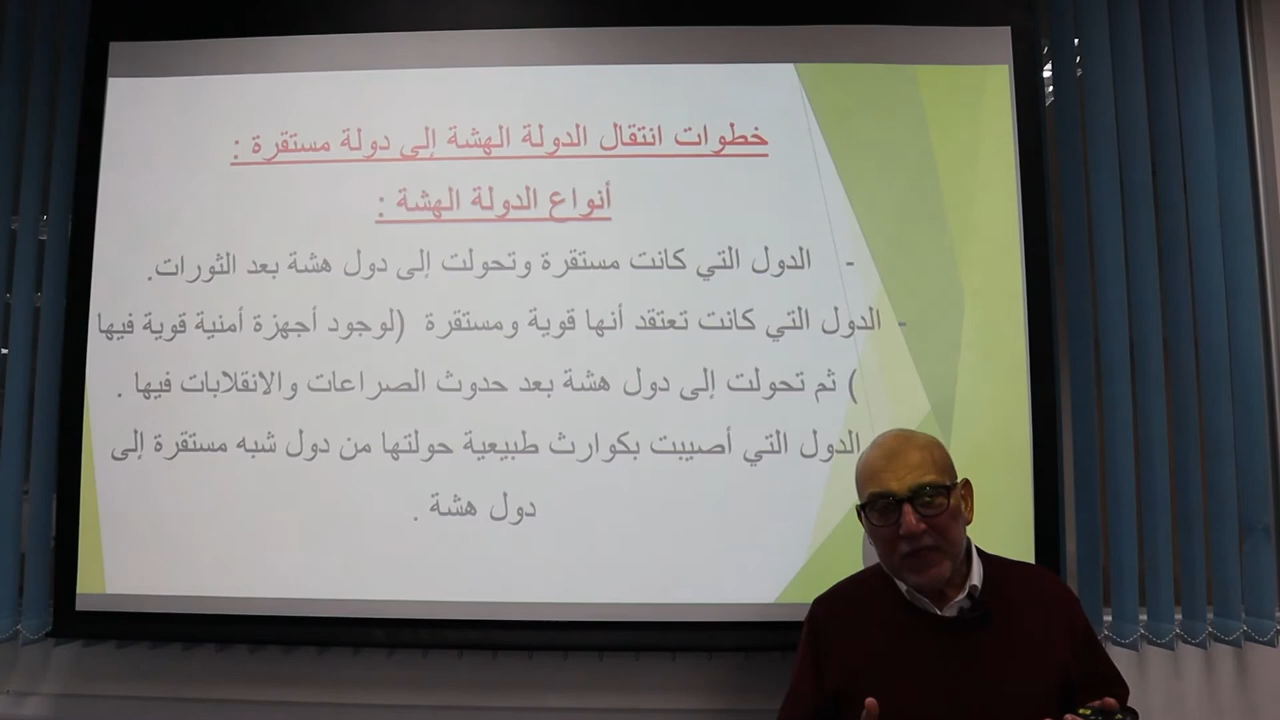 خطوات انتقال الدولة الهشة إلى دولة مستقرة :
أنواع الدولة الهشة :
- الدول التي كانت مستقرة وتحولت إلى دول هشة بعد الثورات.
- الدول التي كانت تعتقد أنها قوية ومستقرة (لوجود أجهزة أمنية قوية فيها
) ثم تحولت إلى دول هشة بعد حدوث الصراعات والانقلابات فيها .
الدول التي أصيبت بكوارث طبيعية حولتها من دول شبه مستقرة إلى
دول هشة .